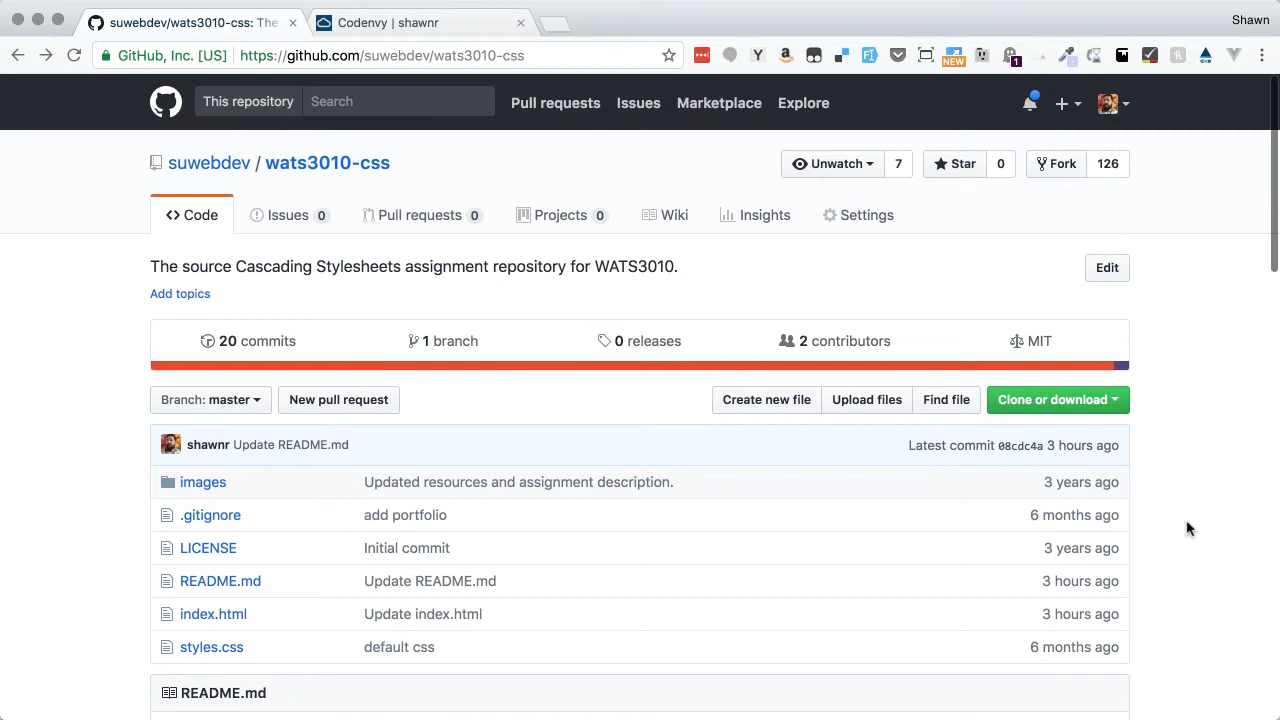 suwebdev/wats3010-css: The
Codenvy | shawnr
Shawn
GitHub, Inc. [US]
https://github.com/suwebdev/wats3010-css
NEW
1
This repository
Search
Pull requests
Issues
Marketplace
Explore
suwebdev / wats3010-css
Unwatch
7
Star
0
Fork
126
Code
Issues 0
Pull requests 0
Projects 0
Wiki
Insights
Settings
The source Cascading Stylesheets assignment repository for WATS3010.
Edit
Add topics
20 commits
1 branch
0 releases
2 contributors
MIT
Branch: master
New pull request
Create new file
Upload files
Find file
Clone or download
shawnr Update README.md
Latest commit 08cdc4a 3 hours ago
images
Updated resources and assignment description.
3 years ago
.gitignore
add portfolio
6 months ago
LICENSE
Initial commit
3 years ago
README.md
Update README.md
3 hours ago
index.html
Update index.html
3 hours ago
styles.css
default css
6 months ago
README.md